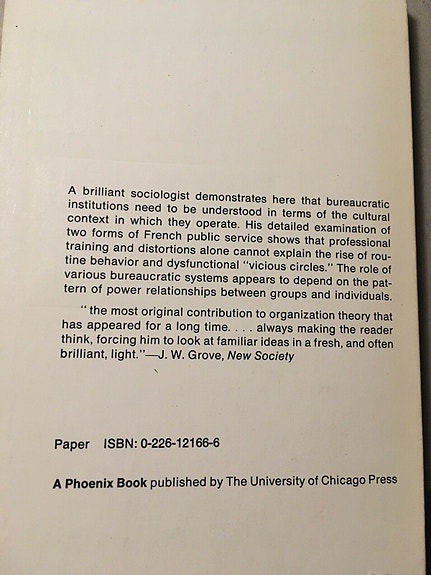 A brilliant sociologist demonstrates here that bureaucratic
institutions need to be understood in terms of the cultural
context in which they operate. His detailed examination of
two forms of French public service shows that professional
training and distortions alone cannot explain the rise of rou-
tine behavior and dysfunctional "vicious circles." The role of
various bureaucratic systems appears to depend on the pat-
tern of power relationships between groups and individuals.
"the most original contribution to organization theory that
has appeared for a long time. . . . always making the reader
think, forcing him to look at familiar ideas in a fresh, and often
brilliant, light."—J. W. Grove, New Society
Paper ISBN: 0-226-12166-6
A Phoenix Book published by The University of Chicago Press